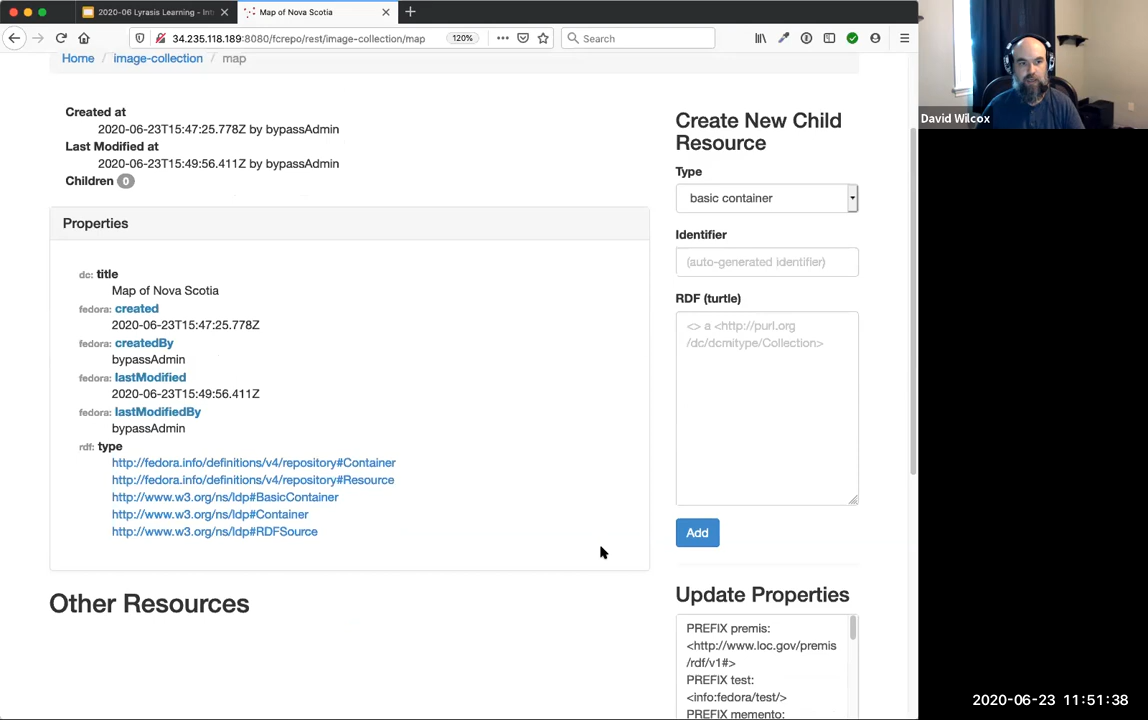 2020-06 Lyrasis Learning - Int
Map of Nova Scotia
34.235.118.189:8080/fcrepo/rest/image-collection/map
120%
Search
Home / image-collection / map
David Wilcox
Created at
2020-06-23T15:47:25.778Z by bypassAdmin
Last Modified at
2020-06-23T15:49:56.411Z by bypassAdmin
Children 0
Properties
dc: title
Map of Nova Scotia
fedora: created
2020-06-23T15:47:25.778Z
fedora: createdBy
bypassAdmin
fedora: lastModified
2020-06-23T15:49:56.411Z
fedora: lastModifiedBy
bypassAdmin
rdf: type
http://fedora.info/definitions/v4/repository#Container
http://fedora.info/definitions/v4/repository#Resource
http://www.w3.org/ns/ldp#BasicContainer
http://www.w3.org/ns/ldp#Container
http://www.w3.org/ns/ldp#RDFSource
Other Resources
Create New Child
Resource
Type
basic container
Identifier
(auto-generated identifier)
RDF (turtle)
<> a <http://purl.org
/dc/dcmitype/Collection>
Add
Update Properties
PREFIX premis:
<http://www.loc.gov/premis
/rdf/v1#>
PREFIX test:
<info:fedora/test/>
PREFIX memento:
2020-06-23 11:51:38